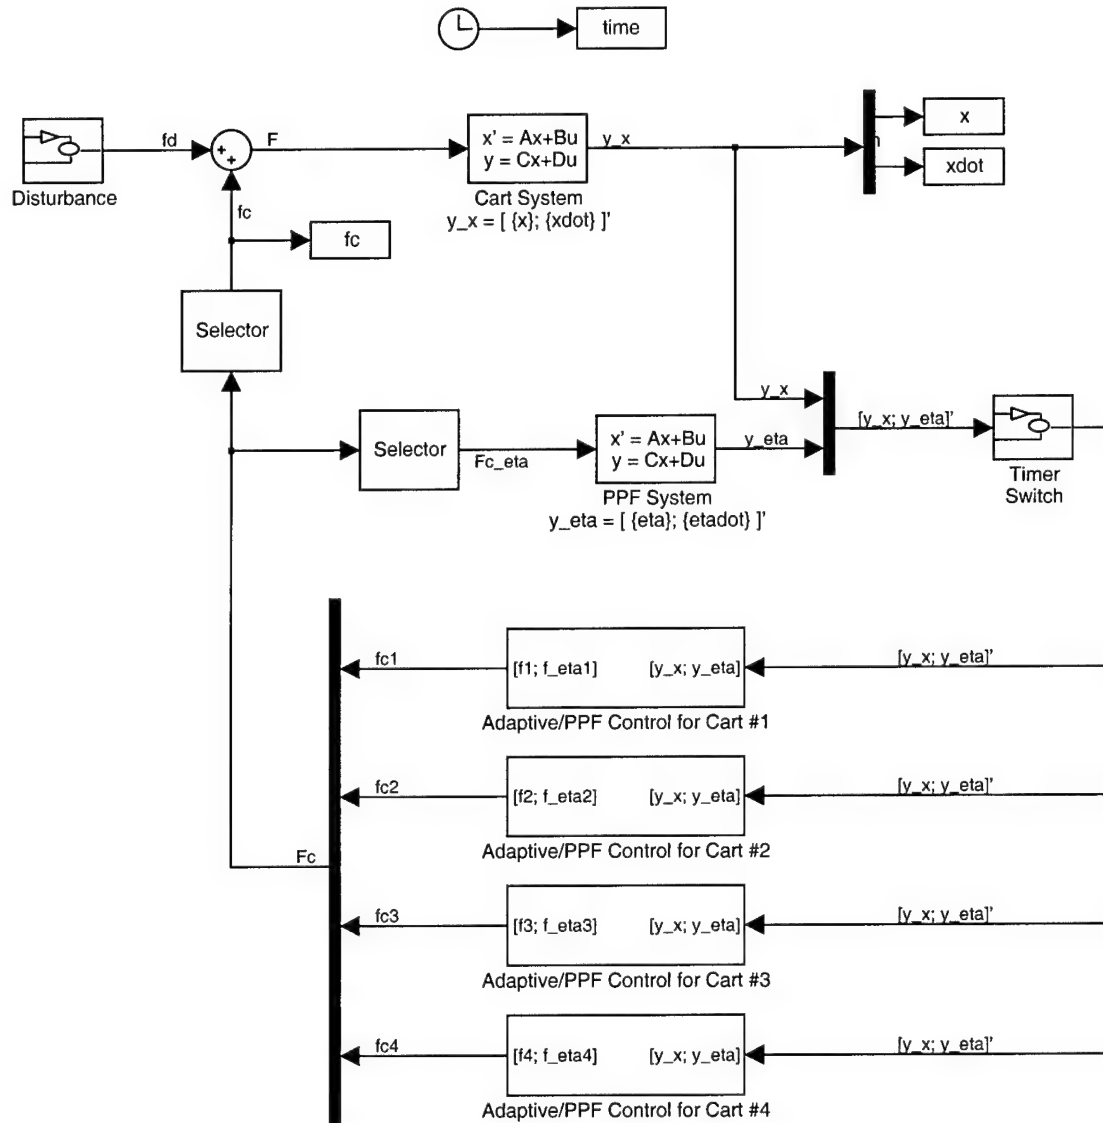 time
x
fd
F
x' = Ax+Bu
y = Cx+Du
y_x
xdot
Disturbance
Cart System
y_x = [ {x}; {xdot} ]'
fc
fc
Selector
y_x
Selector
Fc_eta
x' = Ax+Bu
y = Cx+Du
y_eta
[y_x; y_eta]'
PPF System
y_eta = [ {eta}; {etadot} ]'
Timer
Switch
fc1
[f1; f_eta1]
[y_x; y_eta]
[y_x; y_eta]'
Adaptive/PPF Control for Cart #1
fc2
[f2; f_eta2]
[y_x; y_eta]
[y_x; y_eta]'
Adaptive/PPF Control for Cart #2
Fc
fc3
[f3; f_eta3]
[y_x; y_eta]
[y_x; y_eta]'
Adaptive/PPF Control for Cart #3
fc4
[f4; f_eta4]
[y_x; y_eta]
[y_x; y_eta]'
Adaptive/PPF Control for Cart #4